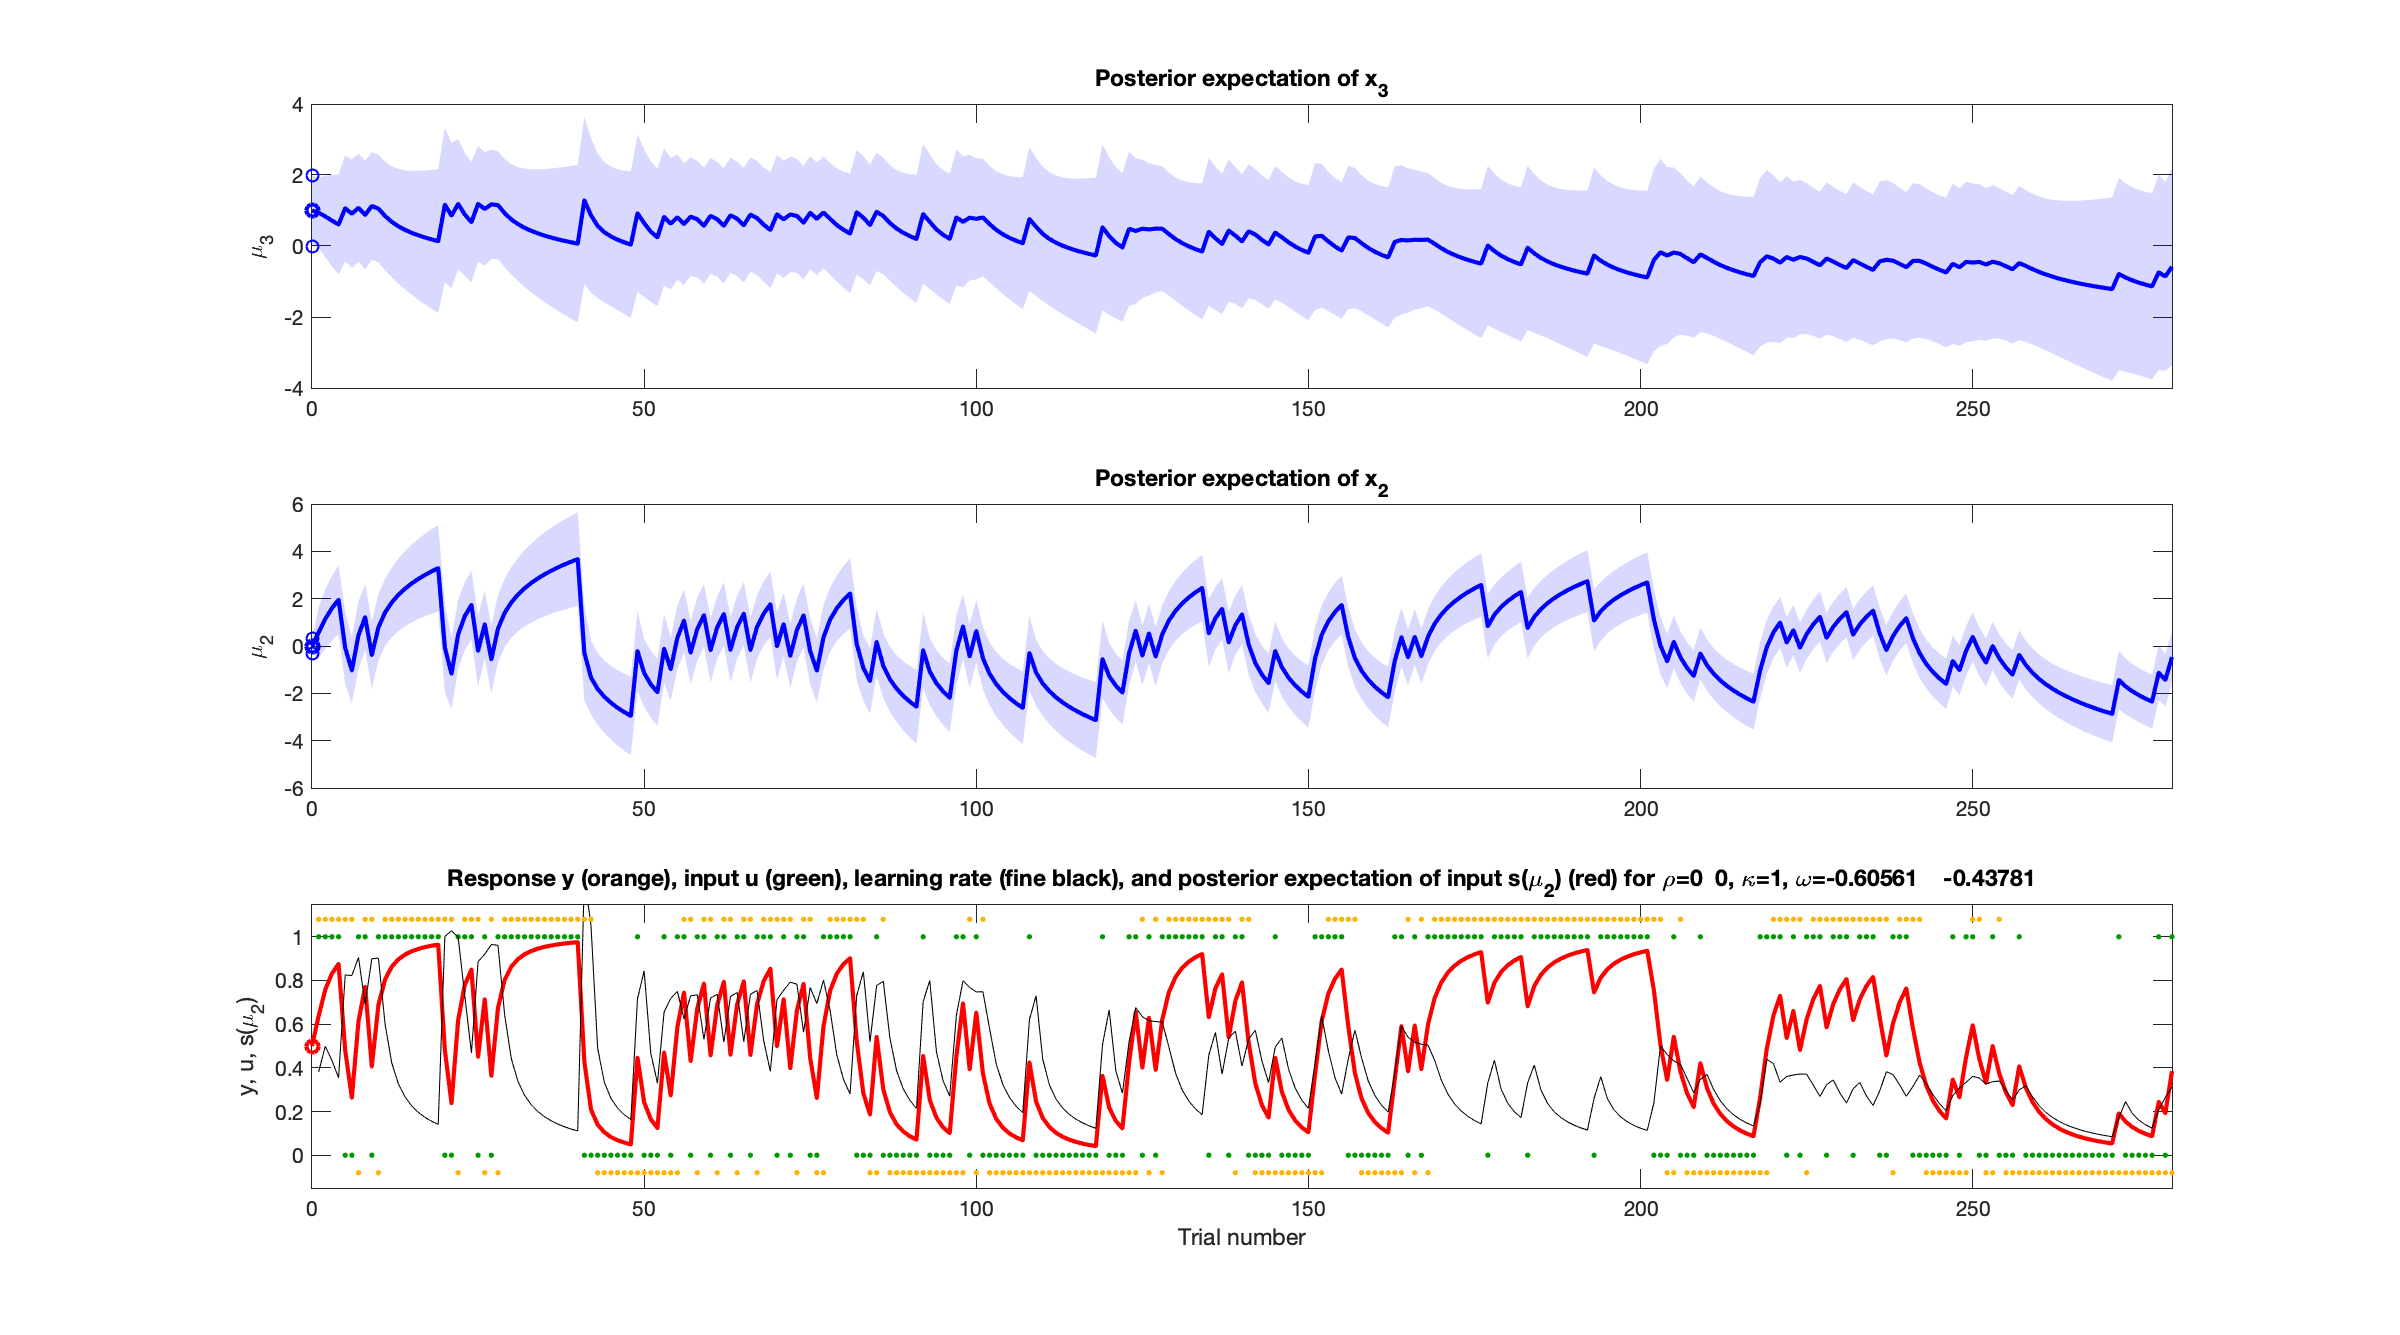 Posterior expectation of x3
4
2
0
-2
-4
μ3
0 50 100 150 200 250
Posterior expectation of x2
6
4
2
0
-2
-4
-6
μ2
0 50 100 150 200 250
Response y (orange), input u (green), learning rate (fine black), and posterior expectation of input s(μ2) (red) for ρ=0 0, κ=1, ω=-0.60561 -0.43781
1
0.8
0.6
0.4
0.2
0
y, u, s(μ2)
0 50 100 150 200 250
Trial number